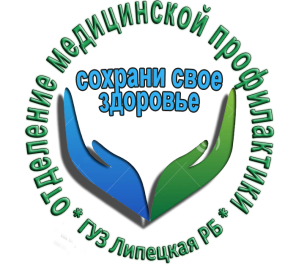 отделение медицинской профилактики
сохрани свое
здоровье
* ГУЗ Липецкая РБ *